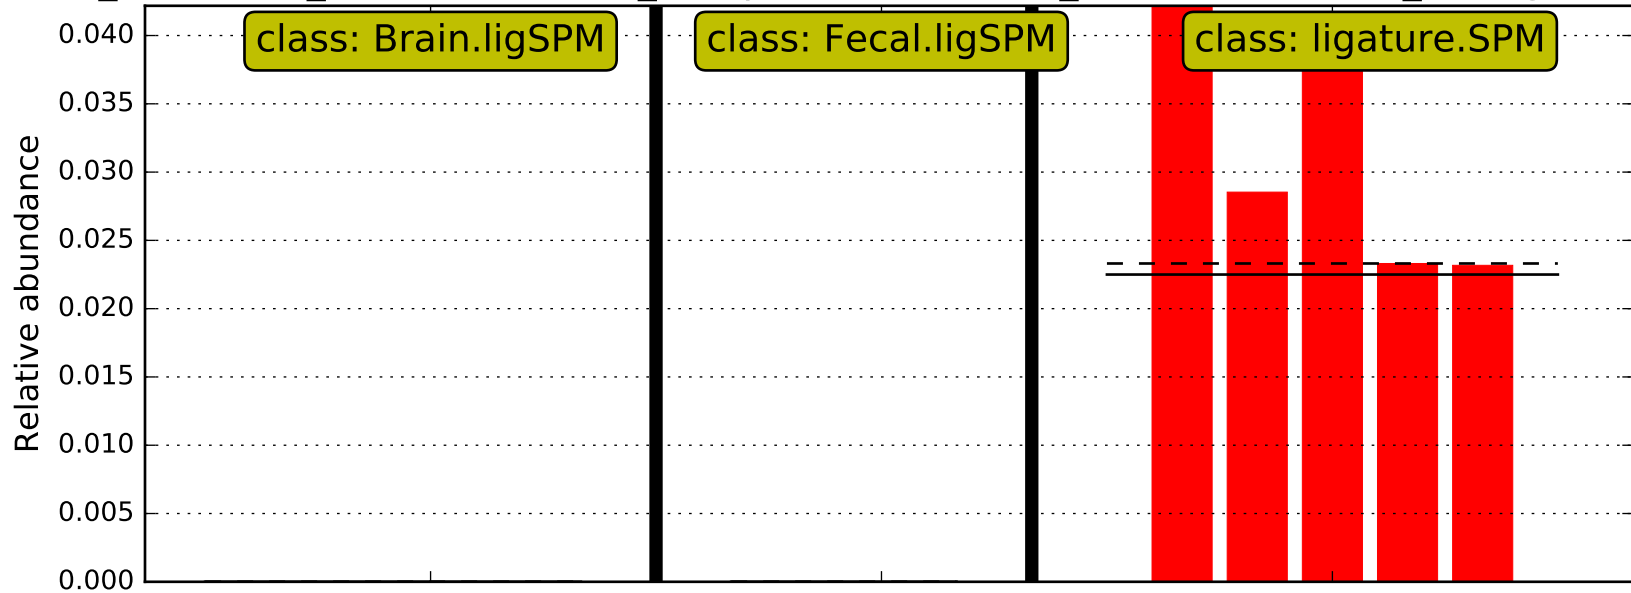 class: Brain.ligSPM
class: Fecal.ligSPM
class: ligature.SPM
Relative abundance
0.040
0.035
0.030
0.025
0.020
0.015
0.010
0.005
0.000